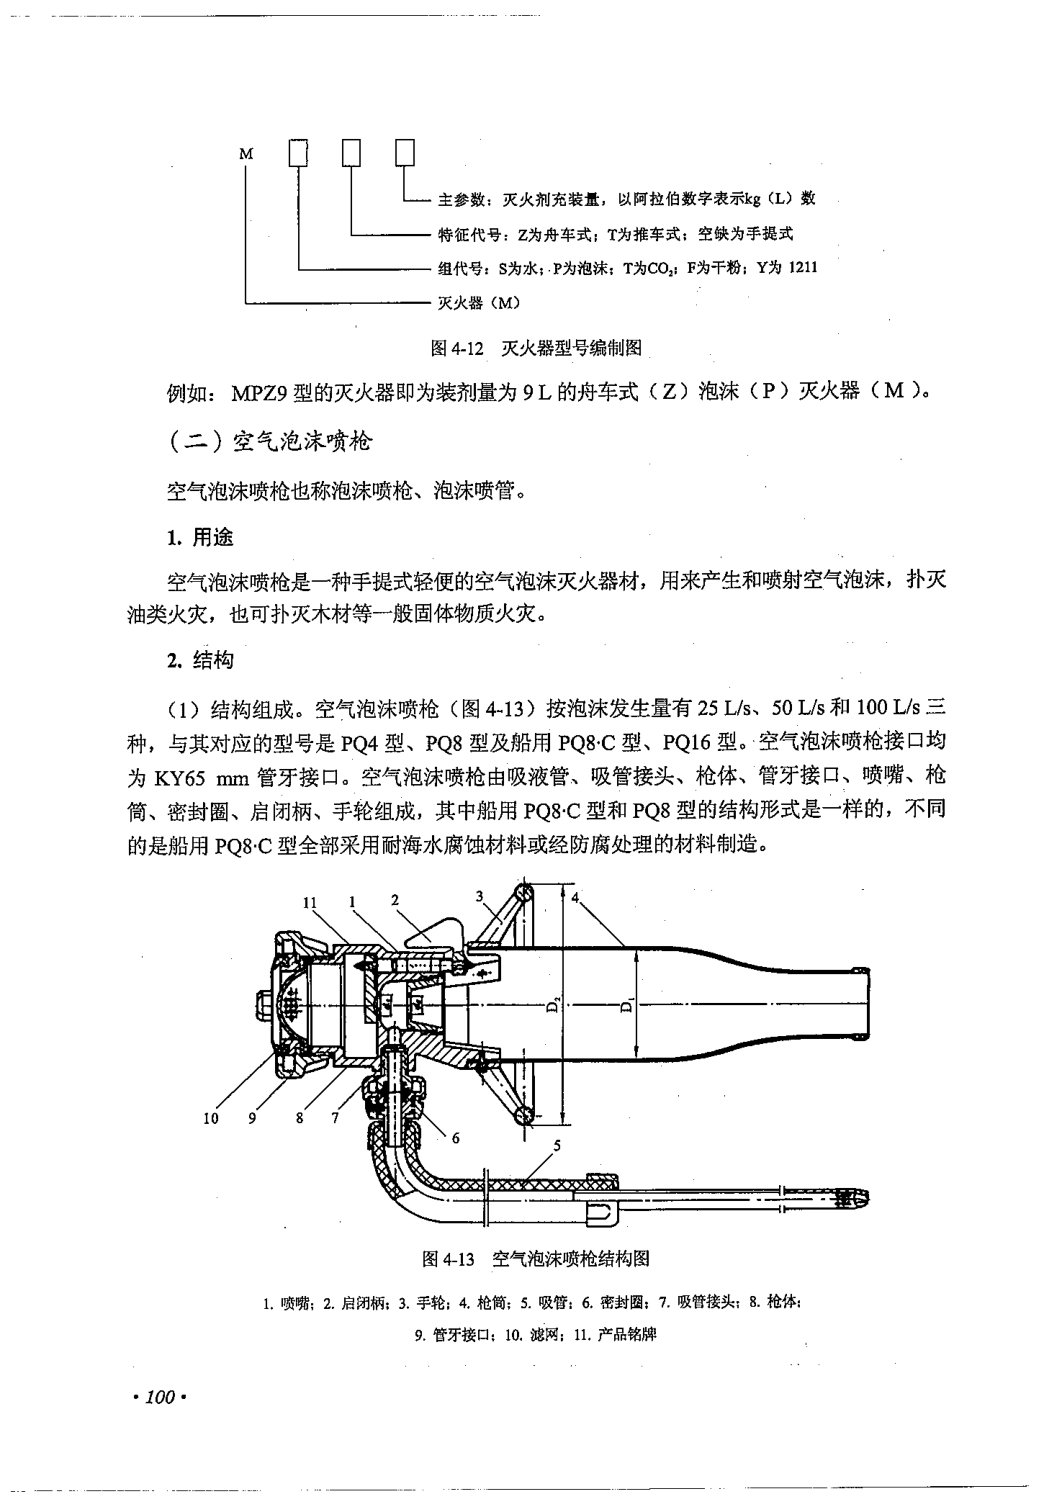 M
主参数：灭火剂充装量，以阿拉伯数字表示kg（L）数
特征代号：Z为舟车式；T为推车式；空缺为手提式
组代号：S为水；P为泡沫；T为CO₂；F为干粉；Y为 1211
灭火器（M）
图 4-12　灭火器型号编制图
例如： MPZ9 型的灭火器即为装剂量为 9 L 的舟车式（Z）泡沫（P）灭火器（M）。
（二）空气泡沫喷枪
空气泡沫喷枪也称泡沫喷枪、泡沫喷管。
1. 用途
空气泡沫喷枪是一种手提式轻便的空气泡沫灭火器材，用来产生和喷射空气泡沫，扑灭
油类火灾，也可扑灭木材等一般固体物质火灾。
2. 结构
（1）结构组成。空气泡沫喷枪（图 4-13）按泡沫发生量有 25 L/s、50 L/s 和 100 L/s 三
种，与其对应的型号是 PQ4 型、PQ8 型及船用 PQ8·C 型、PQ16 型。空气泡沫喷枪接口均
为 KY65 mm 管牙接口。空气泡沫喷枪由吸液管、吸管接头、枪体、管牙接口、喷嘴、枪
筒、密封圈、启闭柄、手轮组成，其中船用 PQ8·C 型和 PQ8 型的结构形式是一样的，不同
的是船用 PQ8·C 型全部采用耐海水腐蚀材料或经防腐处理的材料制造。
11 1 2 3 4
D₂ D₁
10 9 8 7 6 5
图 4-13　空气泡沫喷枪结构图
1. 喷嘴；2. 启闭柄；3. 手轮；4. 枪筒；5. 吸管；6. 密封圈；7. 吸管接头；8. 枪体；
9. 管牙接口；10. 滤网；11. 产品铭牌
·100·